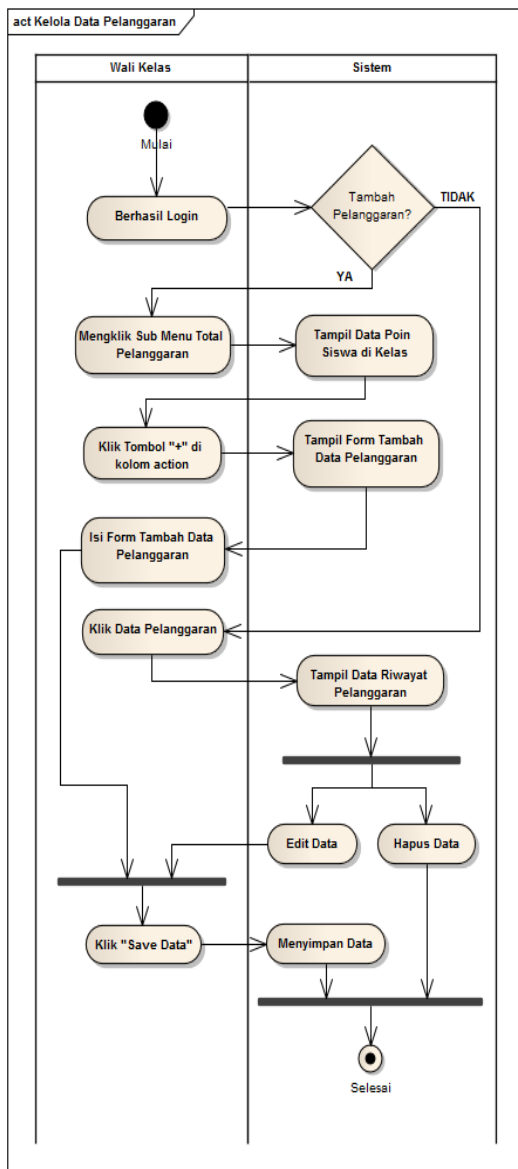 act Kelola Data Pelanggaran
Wali Kelas
Sistem
Mulai
Berhasil Login
Tambah
Pelanggaran?
TIDAK
YA
Mengklik Sub Menu Total
Pelanggaran
Tampil Data Poin
Siswa di Kelas
Klik Tombol "+" di
kolom action
Tampil Form Tambah
Data Pelanggaran
Isi Form Tambah Data
Pelanggaran
Klik Data Pelanggaran
Tampil Data Riwayat
Pelanggaran
Edit Data
Hapus Data
Klik "Save Data"
Menyimpan Data
Selesai